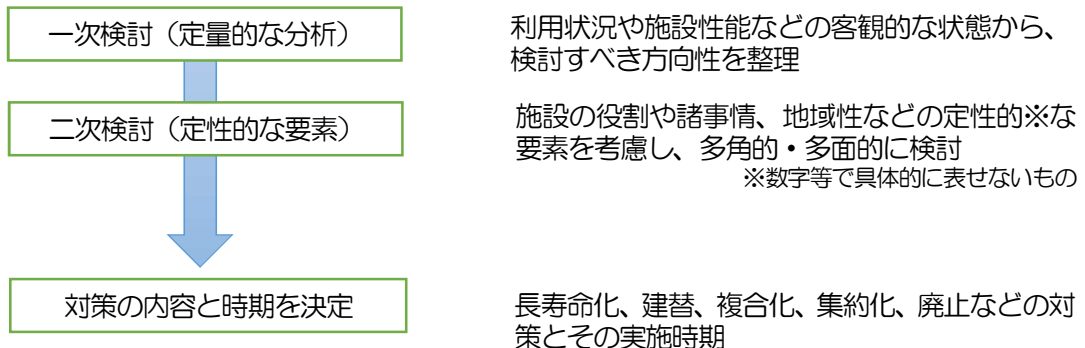 一次検討（定量的な分析）
利用状況や施設性能などの客観的な状態から、
検討すべき方向性を整理
二次検討（定性的な要素）
施設の役割や諸事情、地域性などの定性的※な
要素を考慮し、多角的・多面的に検討
※数字等で具体的に表せないもの
対策の内容と時期を決定
長寿命化、建替、複合化、集約化、廃止などの対
策とその実施時期